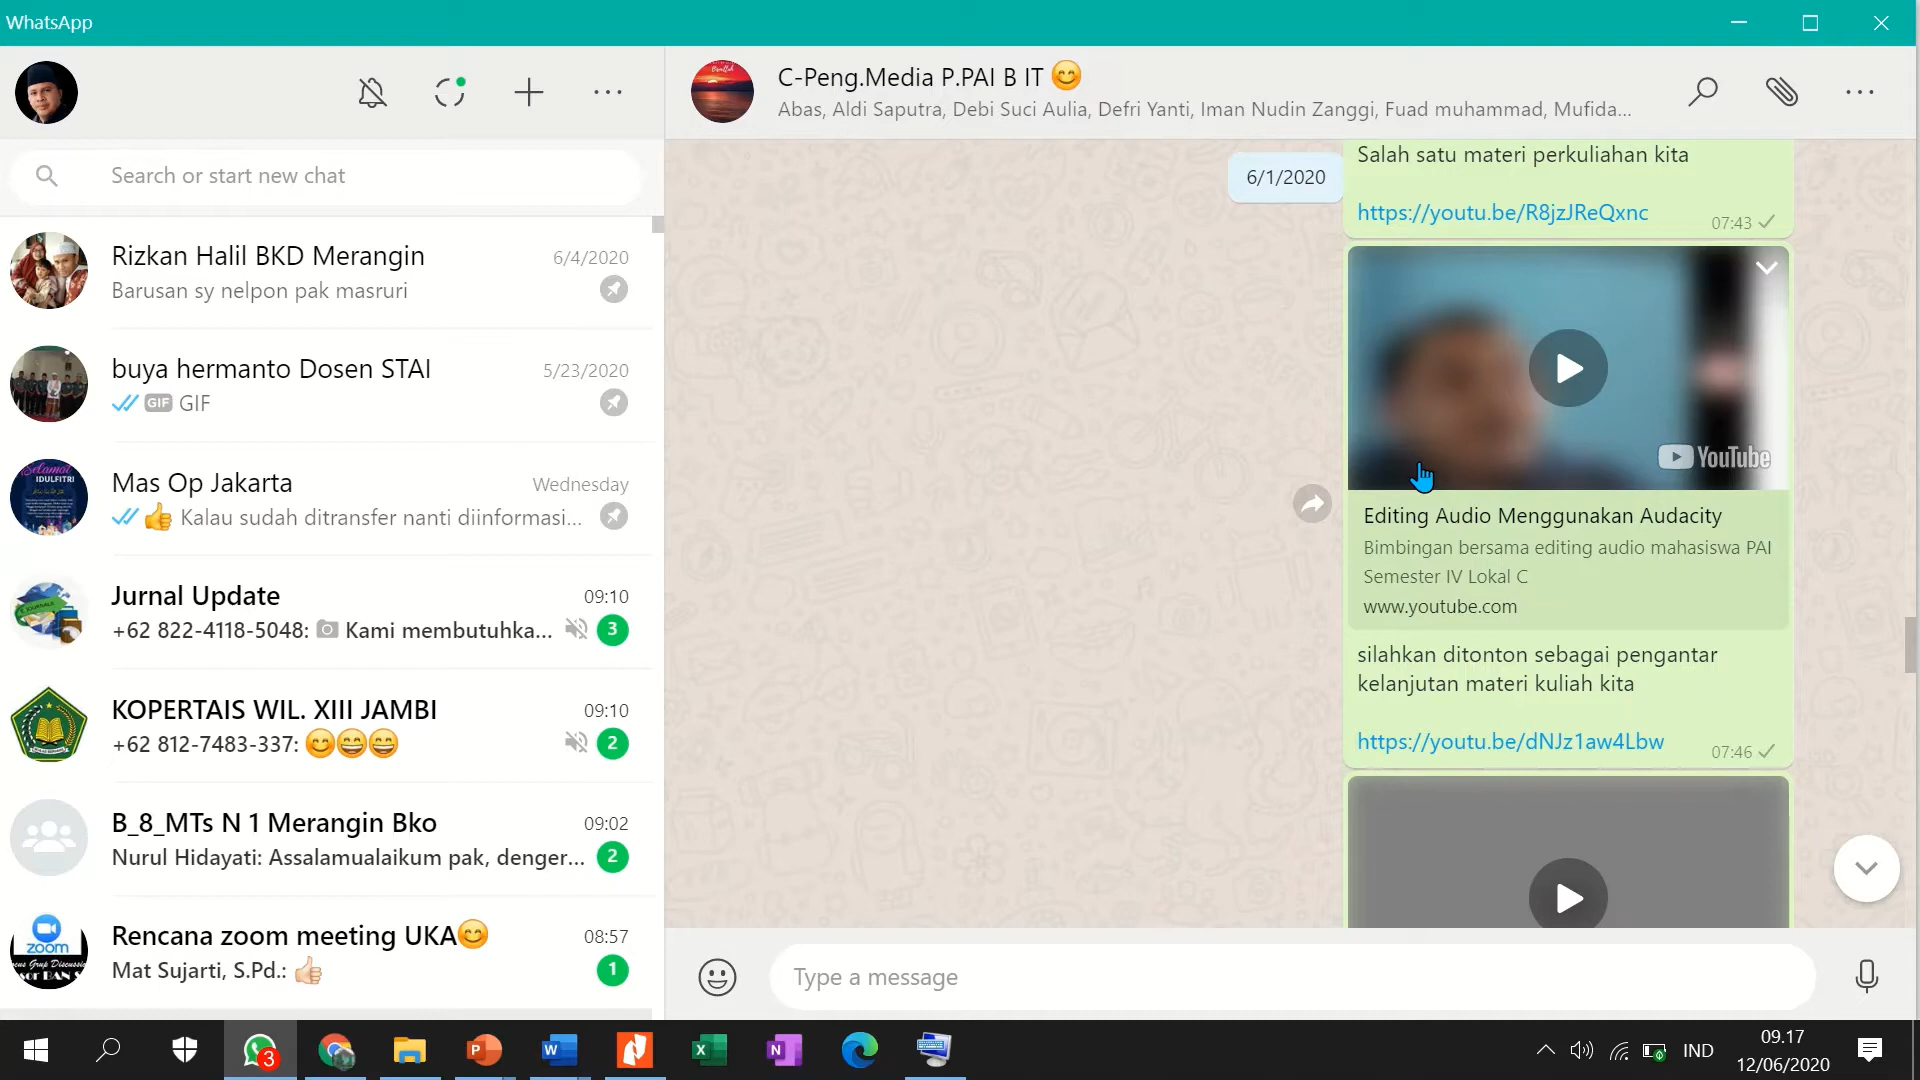 WhatsApp
Search or start new chat
Rizkan Halil BKD Merangin
6/4/2020
Barusan sy nelpon pak masruri
buya hermanto Dosen STAI
5/23/2020
GIF GIF
Mas Op Jakarta
Wednesday
👍 Kalau sudah ditransfer nanti diinformasi...
Jurnal Update
09:10
+62 822-4118-5048: Kami membutuhka...
3
KOPERTAIS WIL. XIII JAMBI
09:10
+62 812-7483-337: 😊😄😄
2
B_8_MTs N 1 Merangin Bko
09:02
Nurul Hidayati: Assalamualaikum pak, denger...
2
Rencana zoom meeting UKA😊
08:57
Mat Sujarti, S.Pd.: 👍🏻
1
zoom
C-Peng.Media P.PAI B IT 😊
Abas, Aldi Saputra, Debi Suci Aulia, Defri Yanti, Iman Nudin Zanggi, Fuad muhammad, Mufida...
6/1/2020
Salah satu materi perkuliahan kita
https://youtu.be/R8jzJReQxnc
07:43
YouTube
Editing Audio Menggunakan Audacity
Bimbingan bersama editing audio mahasiswa PAI
Semester IV Lokal C
www.youtube.com
silahkan ditonton sebagai pengantar
kelanjutan materi kuliah kita
https://youtu.be/dNJz1aw4Lbw
07:46
Type a message
3
IND
09.17
12/06/2020